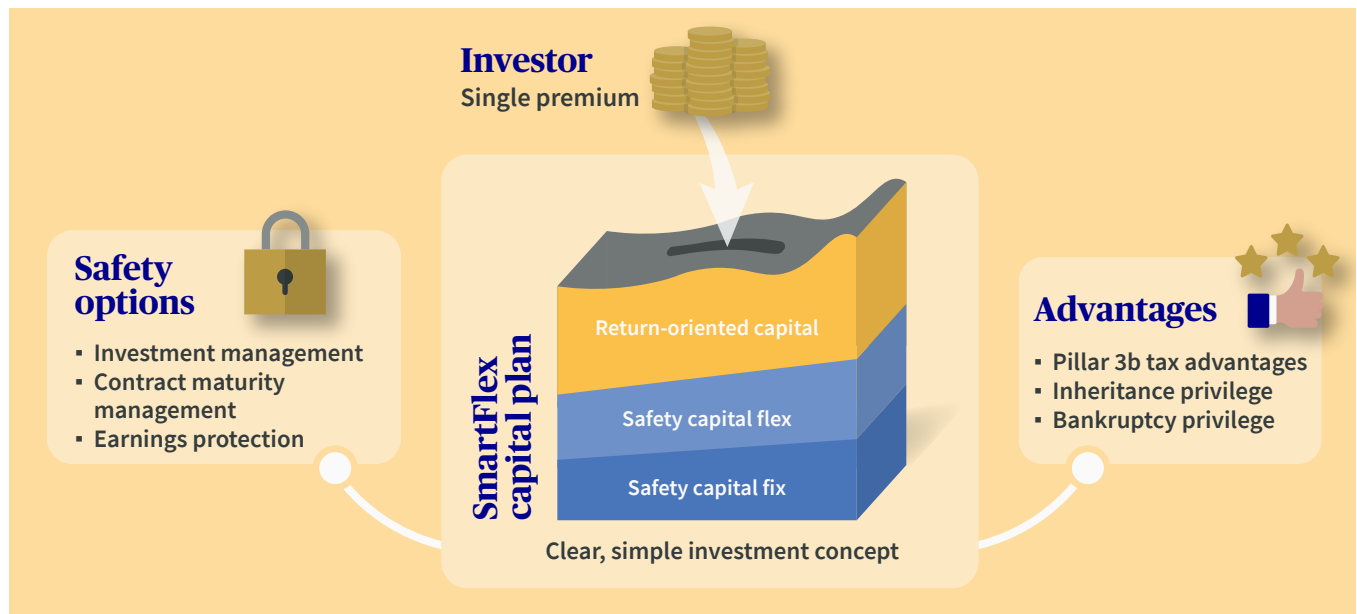 Investor
Single premium
Safety
options
▪ Investment management
▪ Contract maturity
management
▪ Earnings protection
SmartFlex
capital plan
Return-oriented capital
Safety capital flex
Safety capital fix
Clear, simple investment concept
Advantages
▪ Pillar 3b tax advantages
▪ Inheritance privilege
▪ Bankruptcy privilege